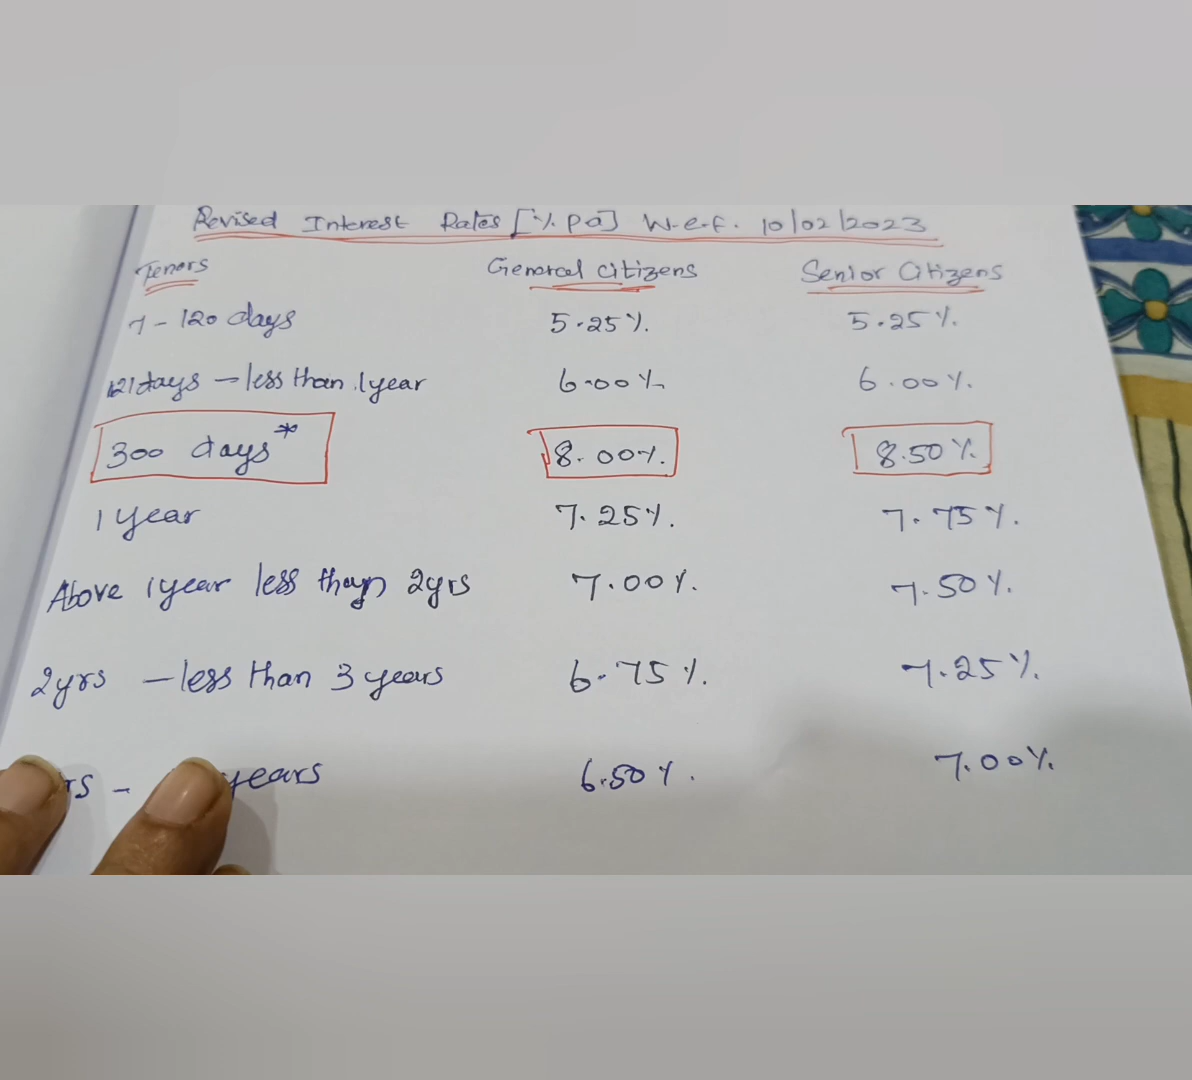 Revised Interest Rates [% pa] W.e.f. 10/02/2023
Tenors General citizens Senior Citizens
7 - 120 days 5.25% 5.25%
121 days - less than 1 year 6.00% 6.00%
300 days* 8.00% 8.50%
1 year 7.25% 7.75%
Above 1 year less than 2 yrs 7.00% 7.50%
2 yrs - less than 3 years 6.75% 7.25%
- years 6.50% 7.00%